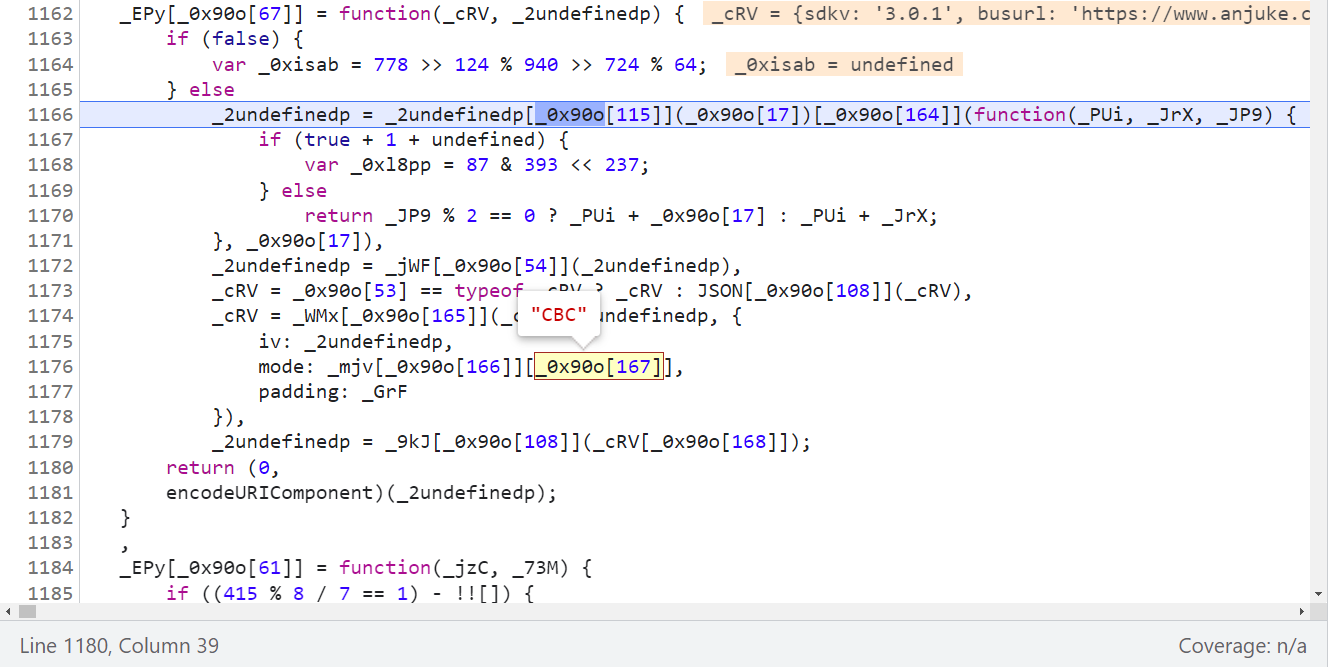 1162 _EPy[_0x90o[67]] = function(_cRV, _2undefinedp) { _cRV = {sdkv: '3.0.1', busurl: 'https://www.anjuke.c
1163 if (false) {
1164 var _0xisab = 778 >> 124 % 940 >> 724 % 64; _0xisab = undefined
1165 } else
1166 _2undefinedp = _2undefinedp[_0x90o[115]](_0x90o[17])[_0x90o[164]](function(_PUi, _JrX, _JP9) {
1167 if (true + 1 + undefined) {
1168 var _0xl8pp = 87 & 393 << 237;
1169 } else
1170 return _JP9 % 2 == 0 ? _PUi + _0x90o[17] : _PUi + _JrX;
1171 }, _0x90o[17]),
1172 _2undefinedp = _jWF[_0x90o[54]](_2undefinedp),
1173 _cRV = _0x90o[53] == typeof _cRV ? _cRV : JSON[_0x90o[108]](_cRV),
"CBC"
1174 _cRV = _WMx[_0x90o[165]](_c undefinedp, {
1175 iv: _2undefinedp,
1176 mode: _mjv[_0x90o[166]][_0x90o[167]],
1177 padding: _GrF
1178 }),
1179 _2undefinedp = _9kJ[_0x90o[108]](_cRV[_0x90o[168]]);
1180 return (0,
1181 encodeURIComponent)(_2undefinedp);
1182 }
1183 ,
1184 _EPy[_0x90o[61]] = function(_jzC, _73M) {
1185 if ((415 % 8 / 7 == 1) - !![]) {
Line 1180, Column 39 Coverage: n/a